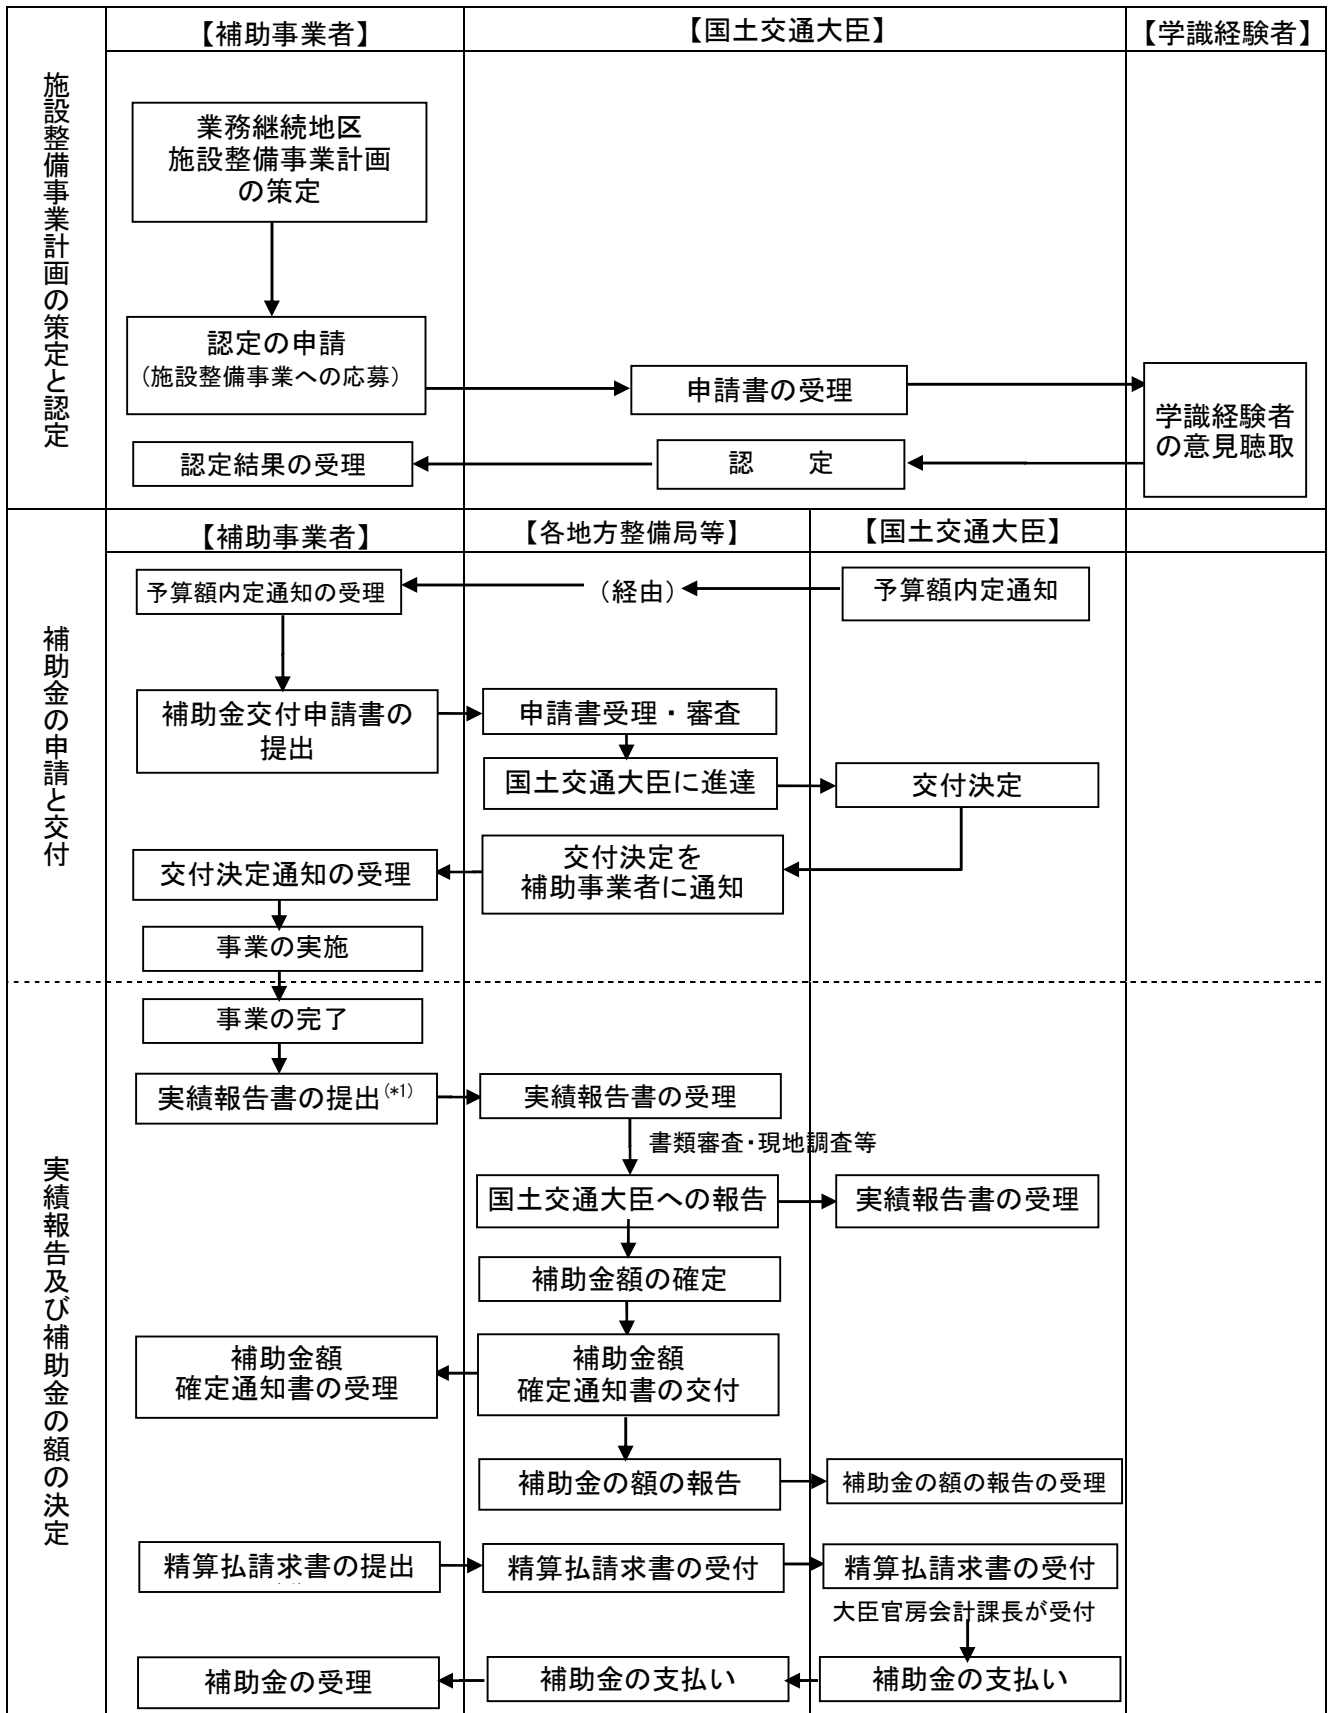 【補助事業者】
【国土交通大臣】
【学識経験者】
施設整備事業計画の策定と認定
業務継続地区
施設整備事業計画
の策定
認定の申請
（施設整備事業への応募）
申請書の受理
学識経験者
の意見聴取
認定結果の受理
認　　定
【補助事業者】
【各地方整備局等】
【国土交通大臣】
補助金の申請と交付
予算額内定通知の受理
（経由）
予算額内定通知
補助金交付申請書の
提出
申請書受理・審査
国土交通大臣に進達
交付決定
交付決定通知の受理
交付決定を
補助事業者に通知
事業の実施
実績報告及び補助金の額の決定
事業の完了
実績報告書の提出(*1)
実績報告書の受理
書類審査・現地調査等
国土交通大臣への報告
実績報告書の受理
補助金額の確定
補助金額
確定通知書の受理
補助金額
確定通知書の交付
補助金の額の報告
補助金の額の報告の受理
精算払請求書の提出
精算払請求書の受付
精算払請求書の受付
大臣官房会計課長が受付
補助金の受理
補助金の支払い
補助金の支払い